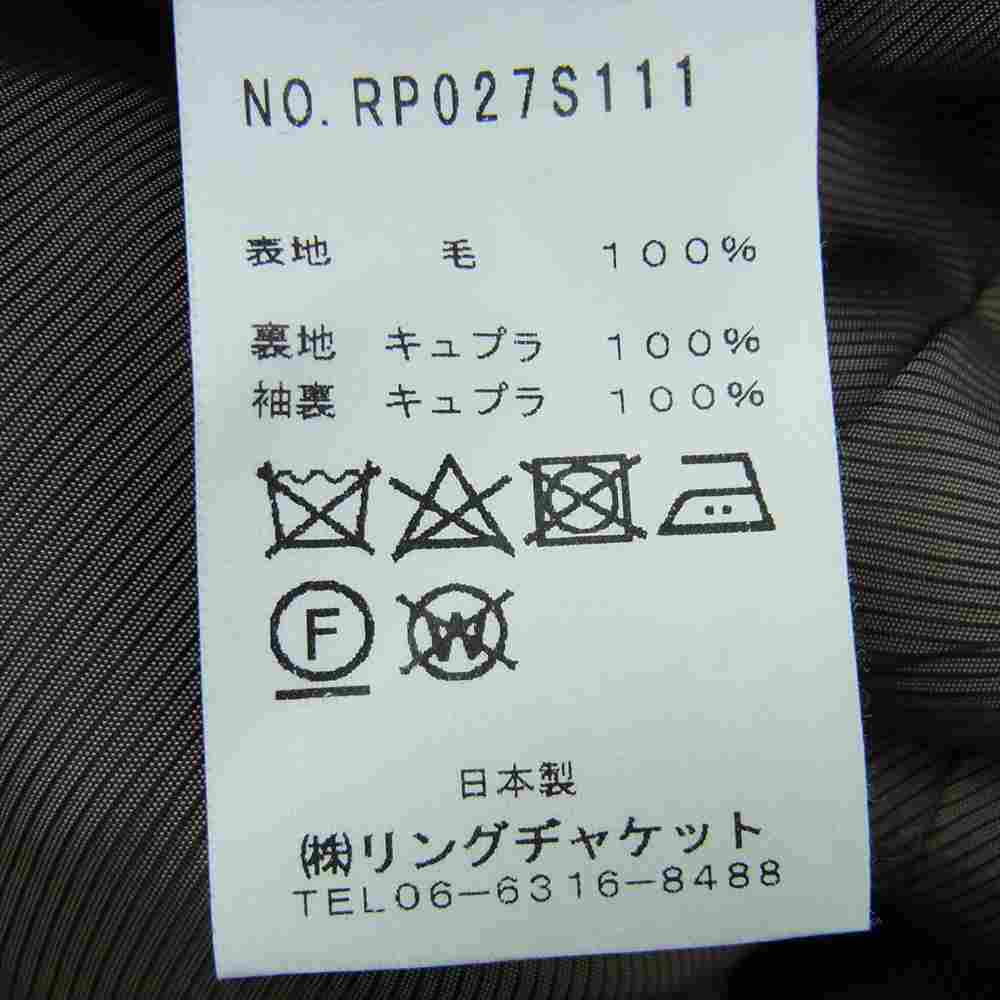 NO. RP027S111
表地 毛 100%
裏地 キュプラ 100%
袖裏 キュプラ 100%
F W
日本製
(株)リングヂャケット
TEL06-6316-8488